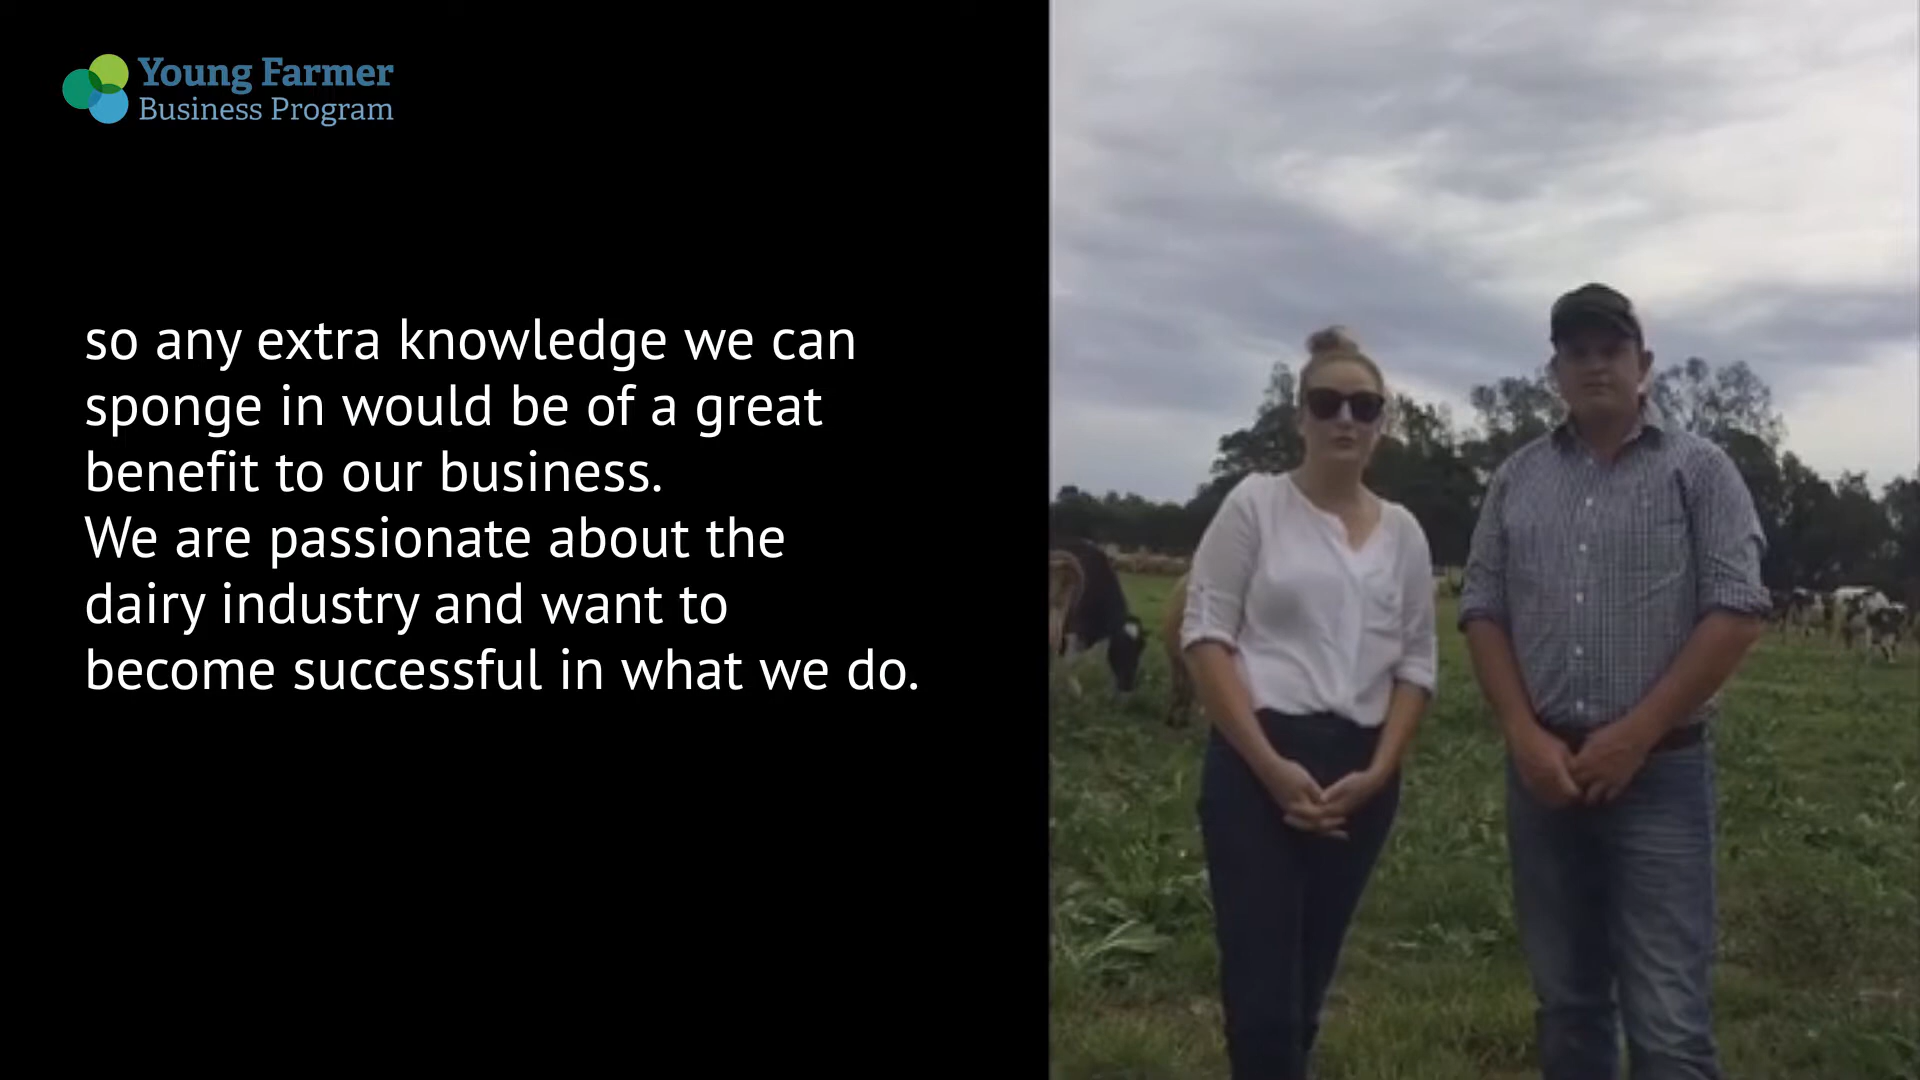 Young Farmer
Business Program
so any extra knowledge we can
sponge in would be of a great
benefit to our business.
We are passionate about the
dairy industry and want to
become successful in what we do.